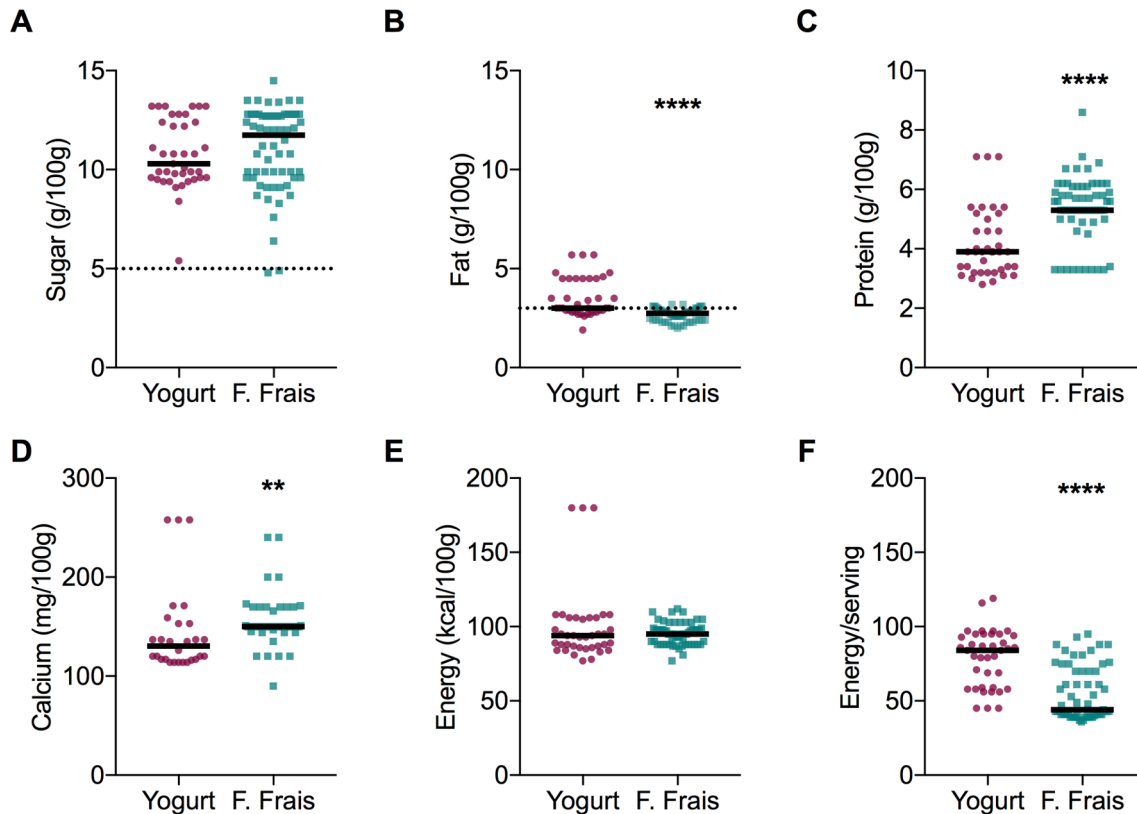 A
Sugar (g/100g)
15
10
5
0
Yogurt F. Frais
B
Fat (g/100g)
15
10
5
0
****
Yogurt F. Frais
C
Protein (g/100g)
10
8
6
4
2
0
****
Yogurt F. Frais
D
Calcium (mg/100g)
300
200
100
0
**
Yogurt F. Frais
E
Energy (kcal/100g)
200
150
100
50
0
Yogurt F. Frais
F
Energy/serving
200
150
100
50
0
****
Yogurt F. Frais